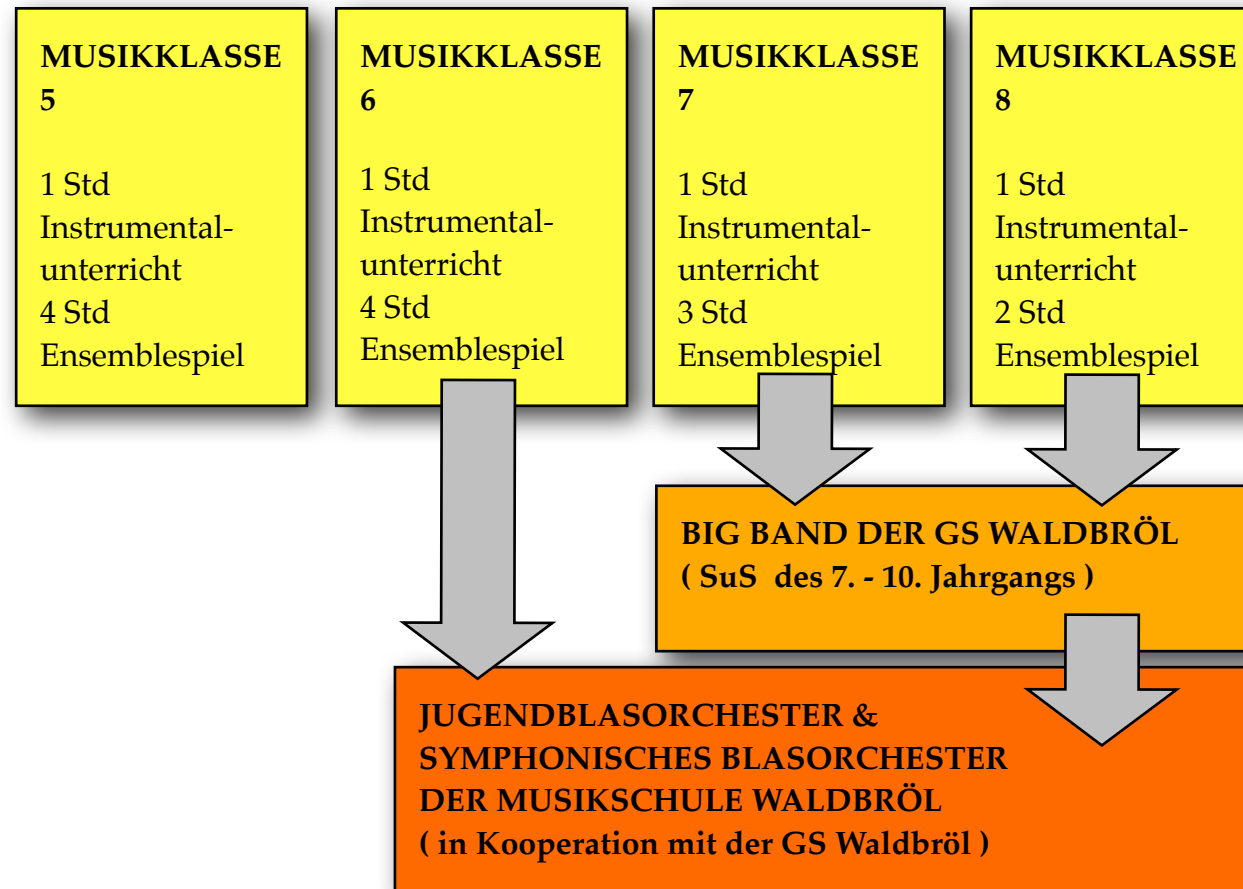 MUSIKKLASSE
5
1 Std
Instrumental-
unterricht
4 Std
Ensemblespiel
MUSIKKLASSE
6
1 Std
Instrumental-
unterricht
4 Std
Ensemblespiel
MUSIKKLASSE
7
1 Std
Instrumental-
unterricht
3 Std
Ensemblespiel
MUSIKKLASSE
8
1 Std
Instrumental-
unterricht
2 Std
Ensemblespiel
BIG BAND DER GS WALDBRÖL
( SuS des 7. - 10. Jahrgangs )
JUGENDBLASORCHESTER &
SYMPHONISCHES BLASORCHESTER
DER MUSIKSCHULE WALDBRÖL
( in Kooperation mit der GS Waldbröl )